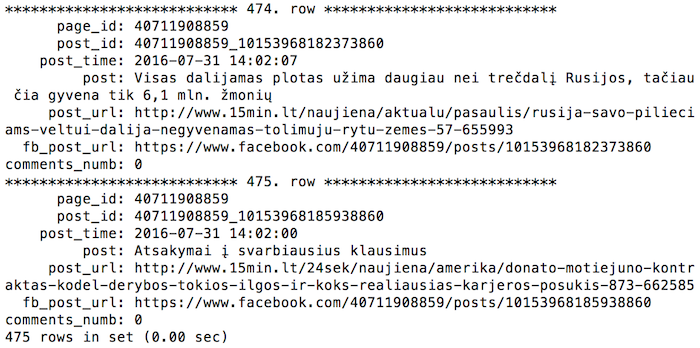 *************************** 474. row ***************************
page_id: 40711908859
post_id: 40711908859_10153968182373860
post_time: 2016-07-31 14:02:07
post: Visas dalijamas plotas užima daugiau nei trečdalį Rusijos, tačiau
čia gyvena tik 6,1 mln. žmonių
post_url: http://www.15min.lt/naujiena/aktualu/pasaulis/rusija-savo-pilieci
ams-veltui-dalija-negyvenamas-tolimuju-rytu-zemes-57-655993
fb_post_url: https://www.facebook.com/40711908859/posts/10153968182373860
comments_numb: 0
*************************** 475. row ***************************
page_id: 40711908859
post_id: 40711908859_10153968185938860
post_time: 2016-07-31 14:02:00
post: Atsakymai į svarbiausius klausimus
post_url: http://www.15min.lt/24sek/naujiena/amerika/donato-motiejuno-kontr
aktas-kodel-derybos-tokios-ilgos-ir-koks-realiausias-karjeros-posukis-873-662585
fb_post_url: https://www.facebook.com/40711908859/posts/10153968185938860
comments_numb: 0
475 rows in set (0.00 sec)